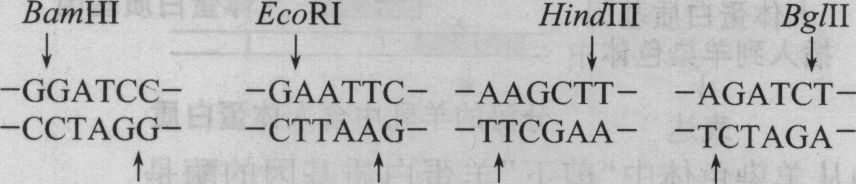 BamHI EcoRI HindIII BglII
–GGATCC– –GAATTC– –AAGCTT– –AGATCT–
–CCTAGG– –CTTAAG– –TTCGAA– –TCTAGA–